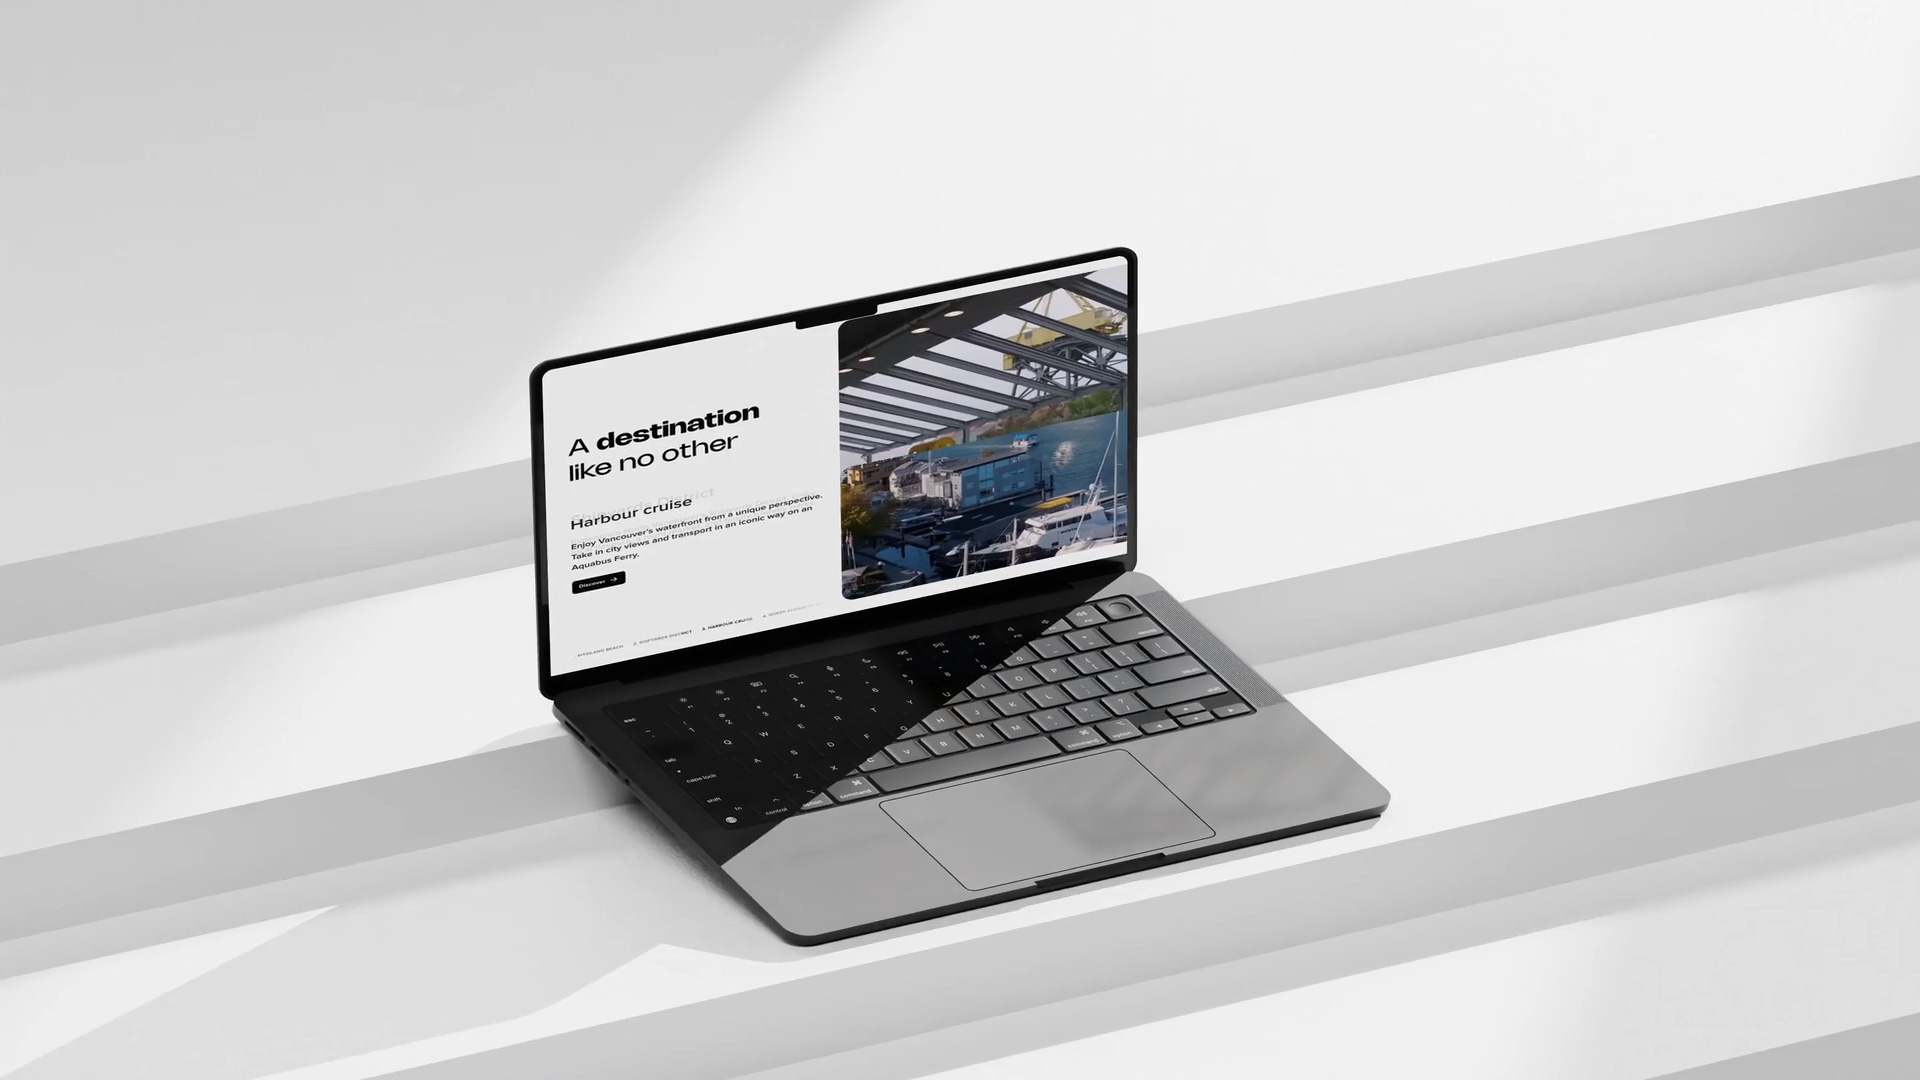 A destination
like no other
Shipyards District
Harbour cruise
Enjoy Vancouver's waterfront from a unique perspective.
Take in city views and transport in an iconic way on an
Aquabus Ferry.
Discover →
KITSILANO BEACH 2. SHIPYARDS DISTRICT 3. HARBOUR CRUISE 4. QUEEN ELIZABETH
esc
tab
caps lock
shift
fn control option command
command option
Q W E R T Y U I O P
A S D F G H J K L
Z X C V B N M